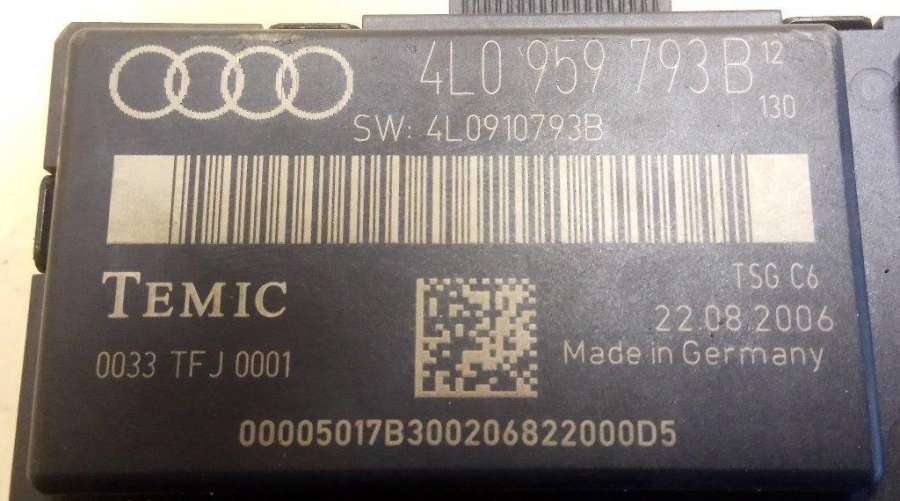 4L0 959 793 B 12
130
SW: 4L0910793B
TEMIC
TSG C6
22.08.2006
0033 TFJ 0001
Made in Germany
00005017B300206822000D5